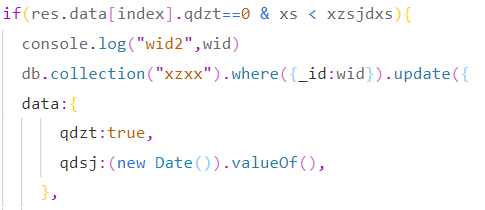 if(res.data[index].qdzt==0 & xs < xzsjdxs){
console.log("wid2",wid)
db.collection("xzxx").where({_id:wid}).update({
data:{
qdzt:true,
qdsj:(new Date()).valueOf(),
},